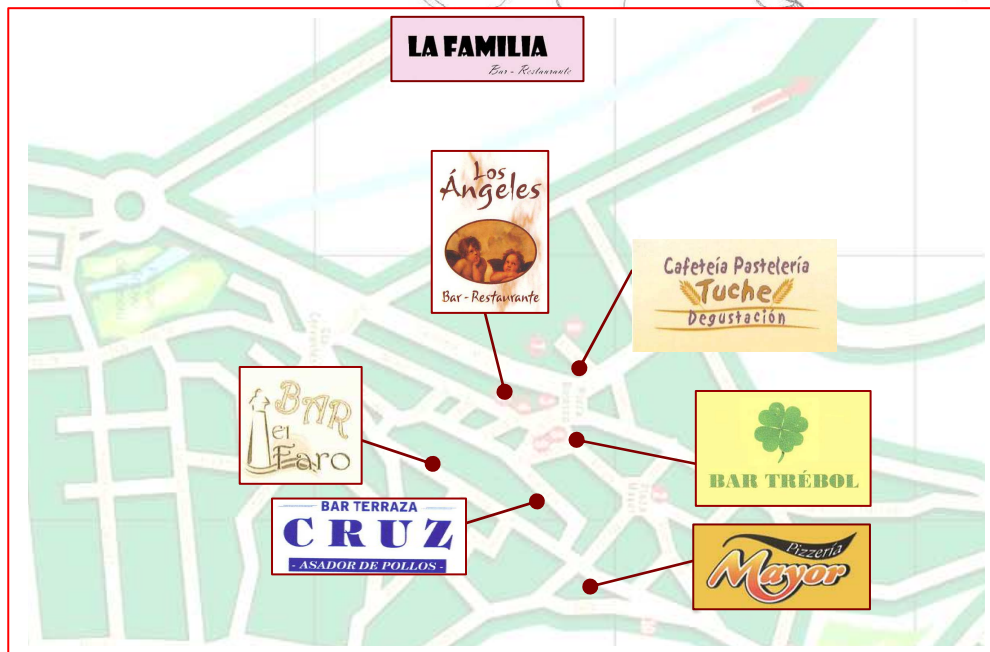 LA FAMILIA
Bar - Restaurante
Los
Ángeles
Bar - Restaurante
Cafeteía Pastelería
Tuche
Degustación
BAR
el
Faro
BAR TRÉBOL
BAR TERRAZA
CRUZ
- ASADOR DE POLLOS -
Pizzería
Mayor